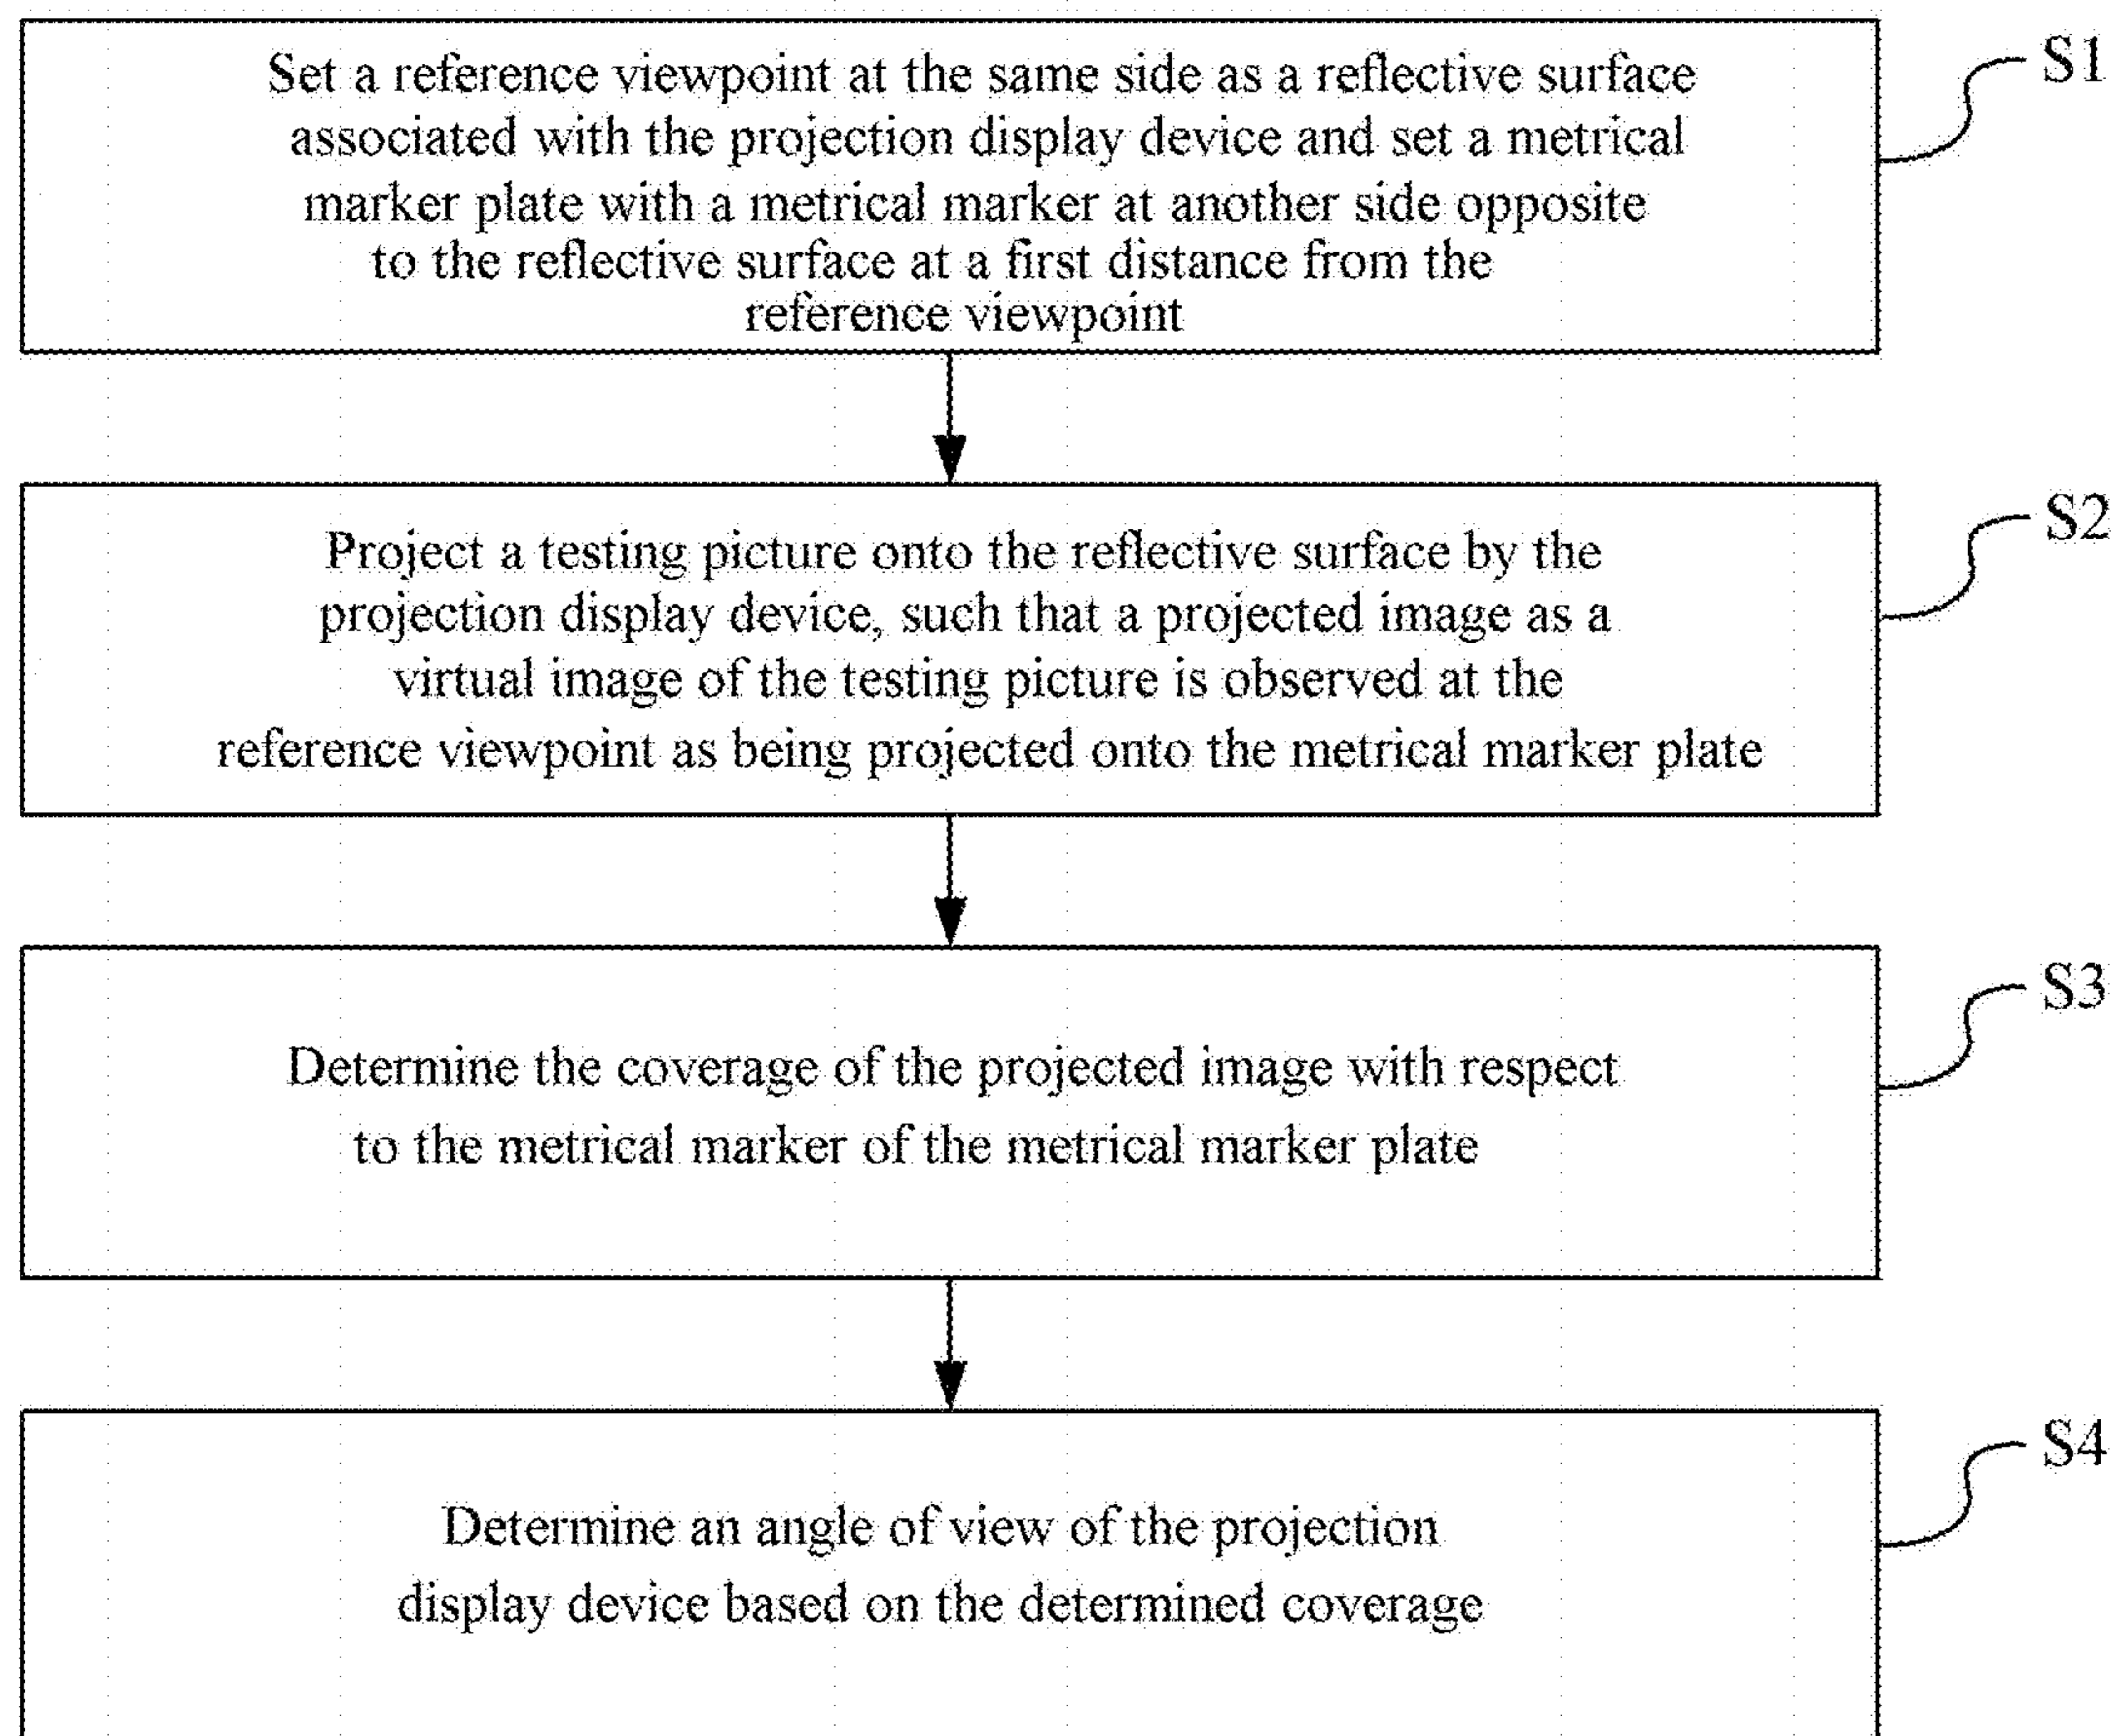 Set a reference viewpoint at the same side as a reflective surface
associated with the projection display device and set a metrical
marker plate with a metrical marker at another side opposite
to the reflective surface at a first distance from the
reference viewpoint
S1
Project a testing picture onto the reflective surface by the
projection display device, such that a projected image as a
virtual image of the testing picture is observed at the
reference viewpoint as being projected onto the metrical marker plate
S2
Determine the coverage of the projected image with respect
to the metrical marker of the metrical marker plate
S3
Determine an angle of view of the projection
display device based on the determined coverage
S4